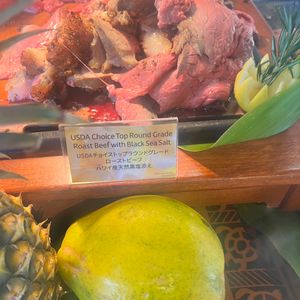 USDA Choice Top Round Grade
Roast Beef with Black Sea Salt
USDAチョイストップラウンドグレード
ローストビーフ
ハワイ産天然黒塩添え